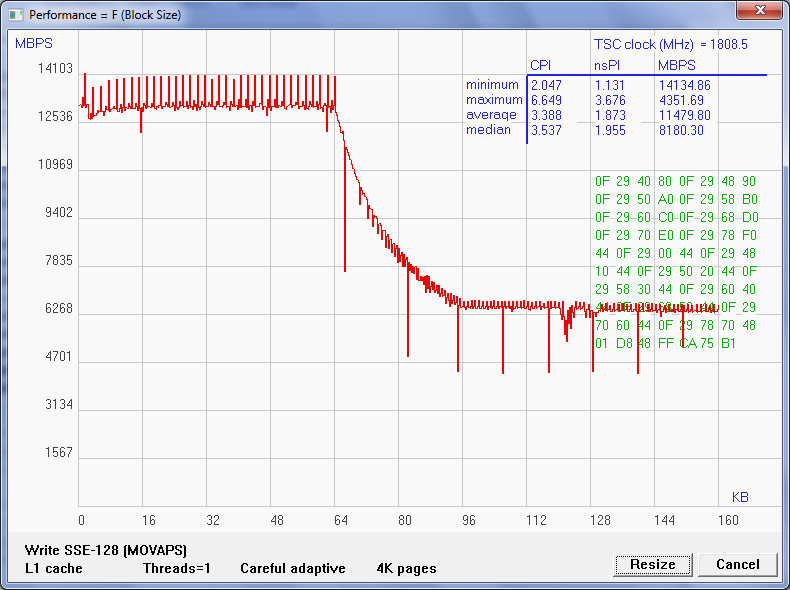 Performance = F (Block Size)
MBPS
TSC clock (MHz) = 1808.5
CPI nsPI MBPS
minimum 2.047 1.131 14134.86
maximum 6.649 3.676 4351.69
average 3.388 1.873 11479.80
median 3.537 1.955 8180.30
14103
12536
10969
9402
7835
6268
4701
3134
1567
0F 29 40 80 0F 29 48 90
0F 29 50 A0 0F 29 58 B0
0F 29 60 C0 0F 29 68 D0
0F 29 70 E0 0F 29 78 F0
44 0F 29 00 44 0F 29 48
10 44 0F 29 50 20 44 0F
29 58 30 44 0F 29 60 40
44 0F 29 44 0F 29
70 60 44 0F 29 78 70 48
01 D8 48 FF CA 75 B1
KB
0 16 32 48 64 80 96 112 128 144 160
Write SSE-128 (MOVAPS)
L1 cache Threads=1 Careful adaptive 4K pages
Resize Cancel